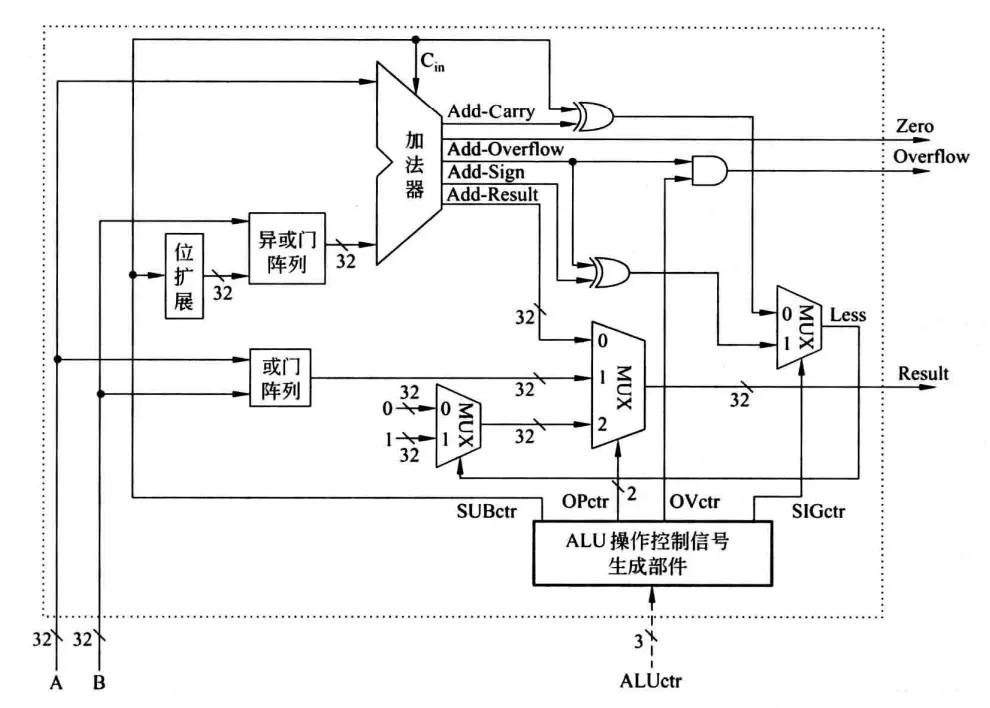 Cin
Add-Carry
Zero
加法器
Add-Overflow
Overflow
Add-Sign
Add-Result
位扩展
32
异或门
阵列
32
32
0
MUX
Less
1
或门
阵列
0
1
2
MUX
32
32
32
Result
0
32
0
1
32
1
MUX
32
SUBctr
OPctr
2
OVctr
SIGctr
ALU 操作控制信号
生成部件
32
32
3
A
B
ALUctr